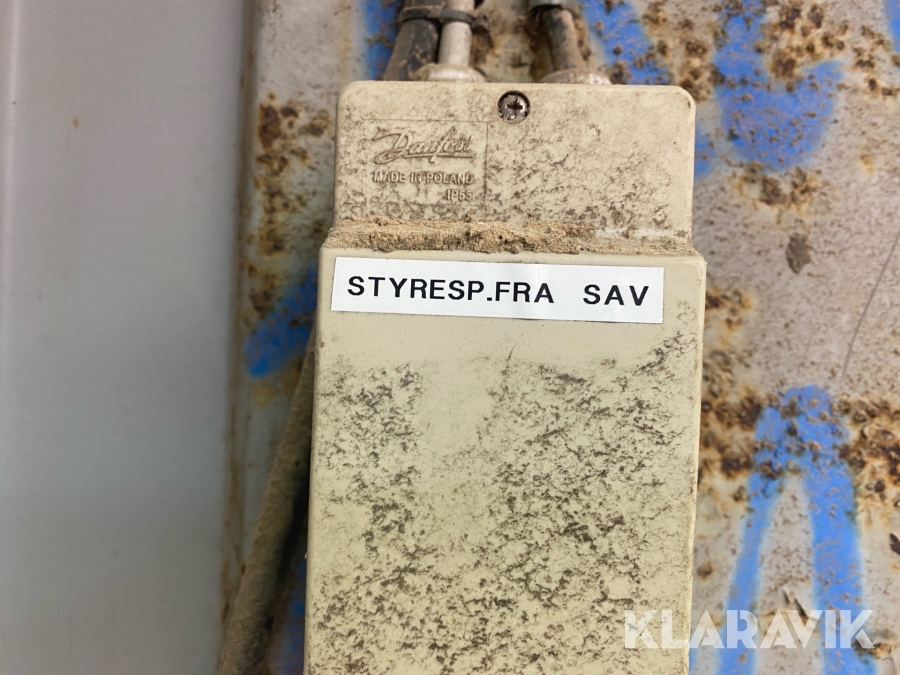 Danfoss
MADE IN POLAND
IP55
STYRESP.FRA SAV
KLARAVIK